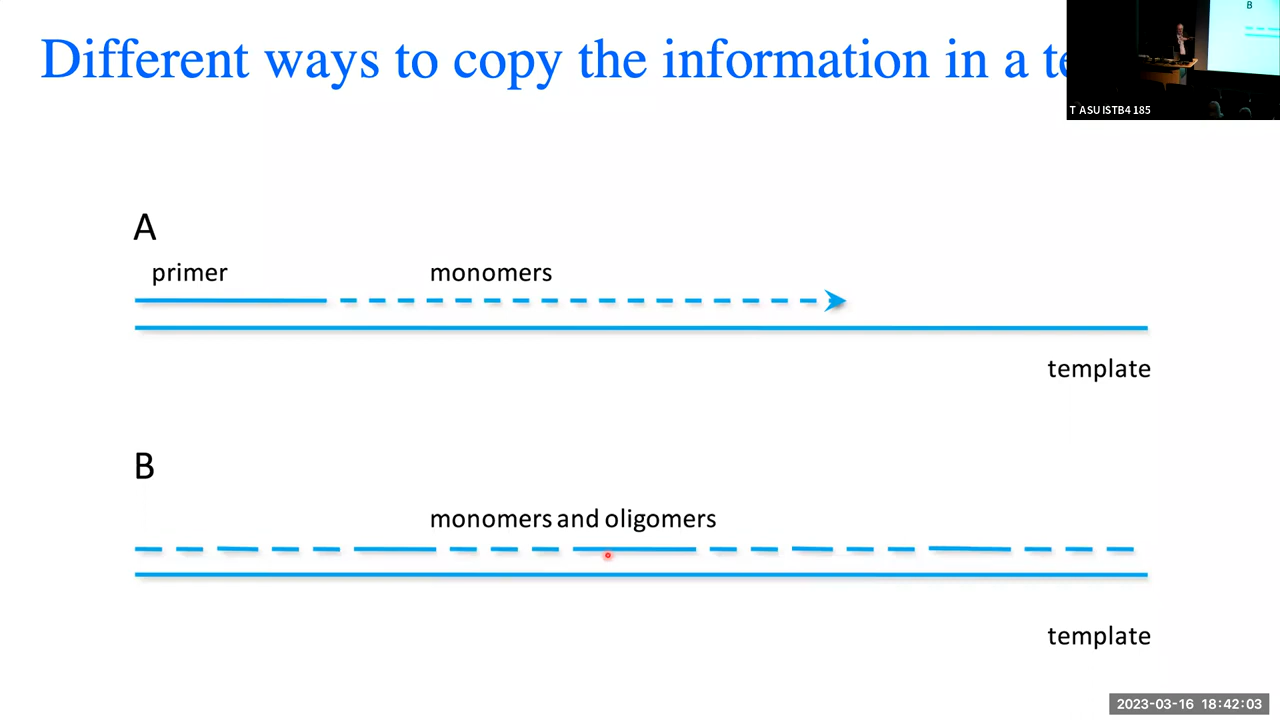 Different ways to copy the information in a
B
T ASU ISTB4 185
A
primer monomers
template
B
monomers and oligomers
template
2023-03-16 18:42:03